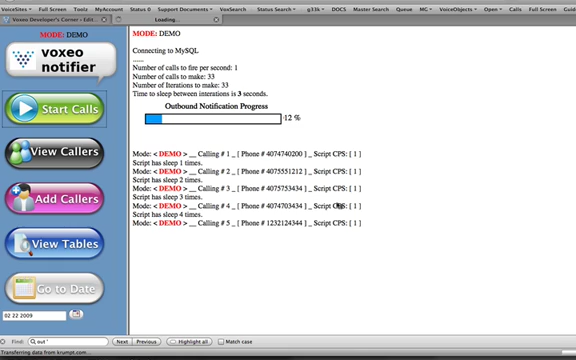 VoiceSites
Full Screen
Toolz
MyAccount
Status 0
Support Documents
VoxSearch
Status Search
g33k
DOCS
Master Search
Queue
MC
VoiceObjects
Calls
Full Screen
Good
Voxeo Developer's Corner - Edit...
Loading...
MODE: DEMO
voxeo
notifier
Start Calls
View Callers
Add Callers
View Tables
Go to Date
02 22 2009
MODE: DEMO
Connecting to MySQL
......
Number of calls to fire per second: 1
Number of calls to make: 33
Number of Iterations to make: 33
Time to sleep between interations is 3 seconds.
Outbound Notification Progress
12 %
Mode: < DEMO > __ Calling # 1 _ [ Phone # 4074740200 ] _ Script CPS: [ 1 ]
Script has sleep 1 times.
Mode: < DEMO > __ Calling # 2 _ [ Phone # 4075551212 ] _ Script CPS: [ 1 ]
Script has sleep 2 times.
Mode: < DEMO > __ Calling # 3 _ [ Phone # 4075753434 ] _ Script CPS: [ 1 ]
Script has sleep 3 times.
Mode: < DEMO > __ Calling # 4 _ [ Phone # 4074703434 ] _ Script CPS: [ 1 ]
Script has sleep 4 times.
Mode: < DEMO > __ Calling # 5 _ [ Phone # 1232124344 ] _ Script CPS: [ 1 ]
Find:
out
Next
Previous
Highlight all
Match case
Transferring data from krumpt.com...